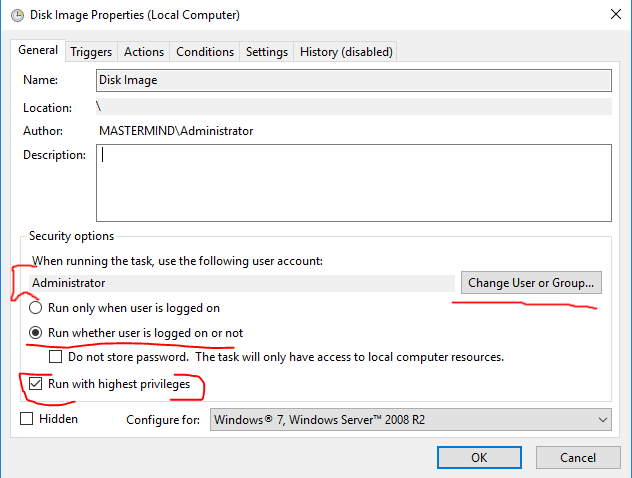 Disk Image Properties (Local Computer)
General Triggers Actions Conditions Settings History (disabled)
Name: Disk Image
Location: \
Author: MASTERMIND\Administrator
Description:
Security options
When running the task, use the following user account:
Administrator Change User or Group...
Run only when user is logged on
Run whether user is logged on or not
Do not store password. The task will only have access to local computer resources.
Run with highest privileges
Hidden Configure for: Windows® 7, Windows Server™ 2008 R2
OK Cancel